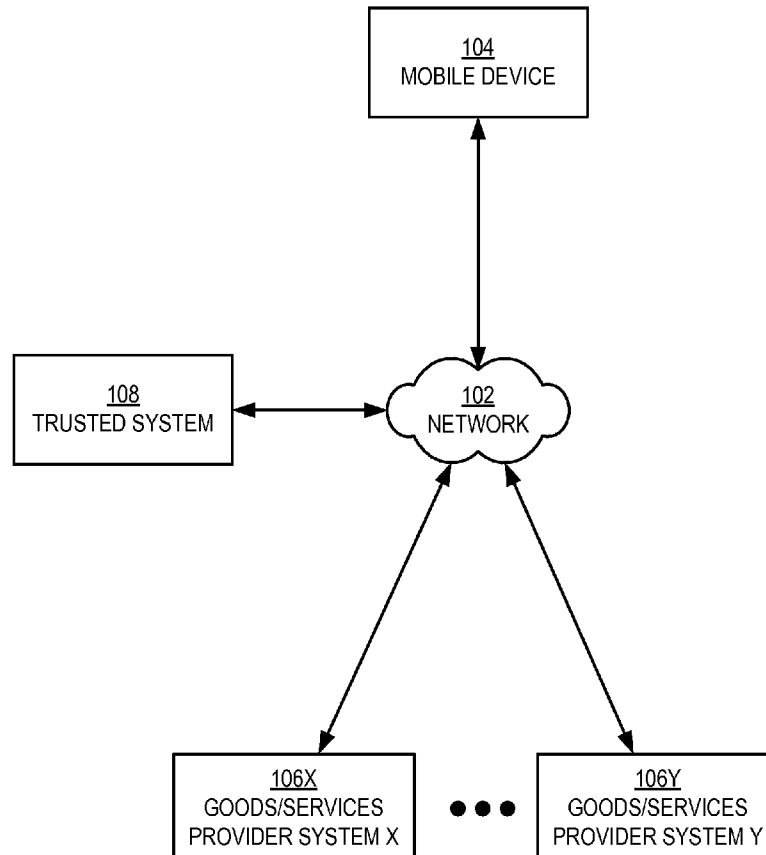 104
MOBILE DEVICE
108
TRUSTED SYSTEM
102
NETWORK
106X
GOODS/SERVICES
PROVIDER SYSTEM X
106Y
GOODS/SERVICES
PROVIDER SYSTEM Y